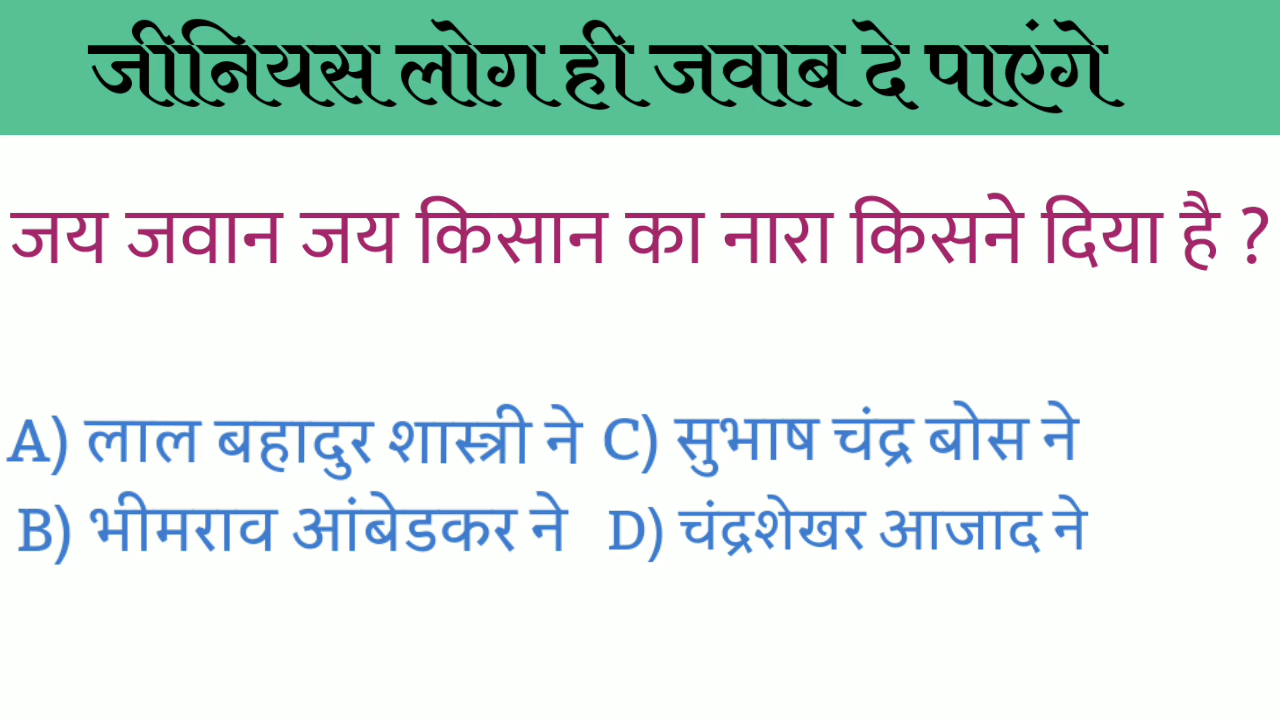 जीनियस लोग ही जवाब दे पाएंगे
जय जवान जय किसान का नारा किसने दिया है ?
A) लाल बहादुर शास्त्री ने C) सुभाष चंद्र बोस ने
B) भीमराव आंबेडकर ने D) चंद्रशेखर आजाद ने